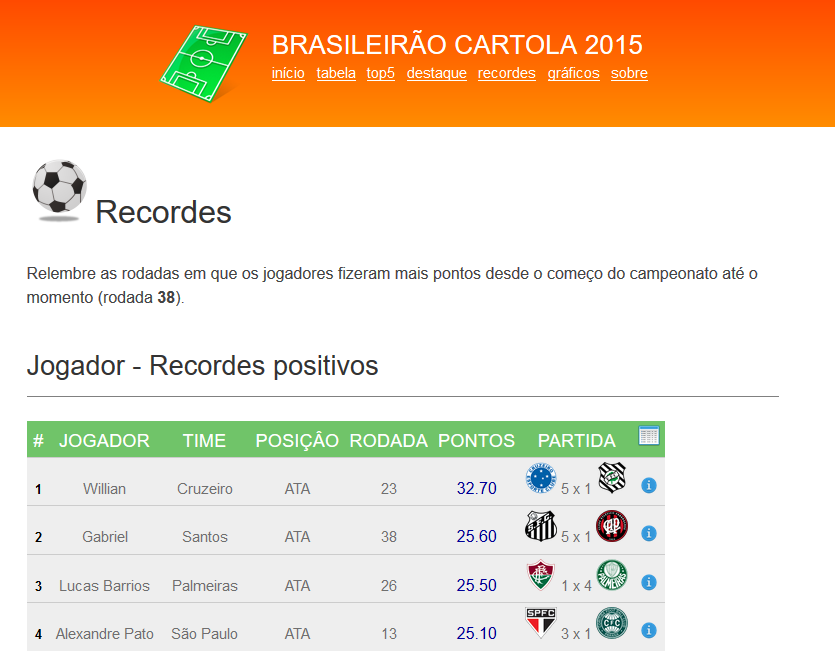 BRASILEIRÃO CARTOLA 2015
início tabela top5 destaque recordes gráficos sobre
Recordes
Relembre as rodadas em que os jogadores fizeram mais pontos desde o começo do campeonato até o
momento (rodada 38).
Jogador - Recordes positivos
# JOGADOR TIME POSIÇÃO RODADA PONTOS PARTIDA
1 Willian Cruzeiro ATA 23 32.70 5 x 1
2 Gabriel Santos ATA 38 25.60 5 x 1
3 Lucas Barrios Palmeiras ATA 26 25.50 1 x 4
4 Alexandre Pato São Paulo ATA 13 25.10 SPFC 3 x 1